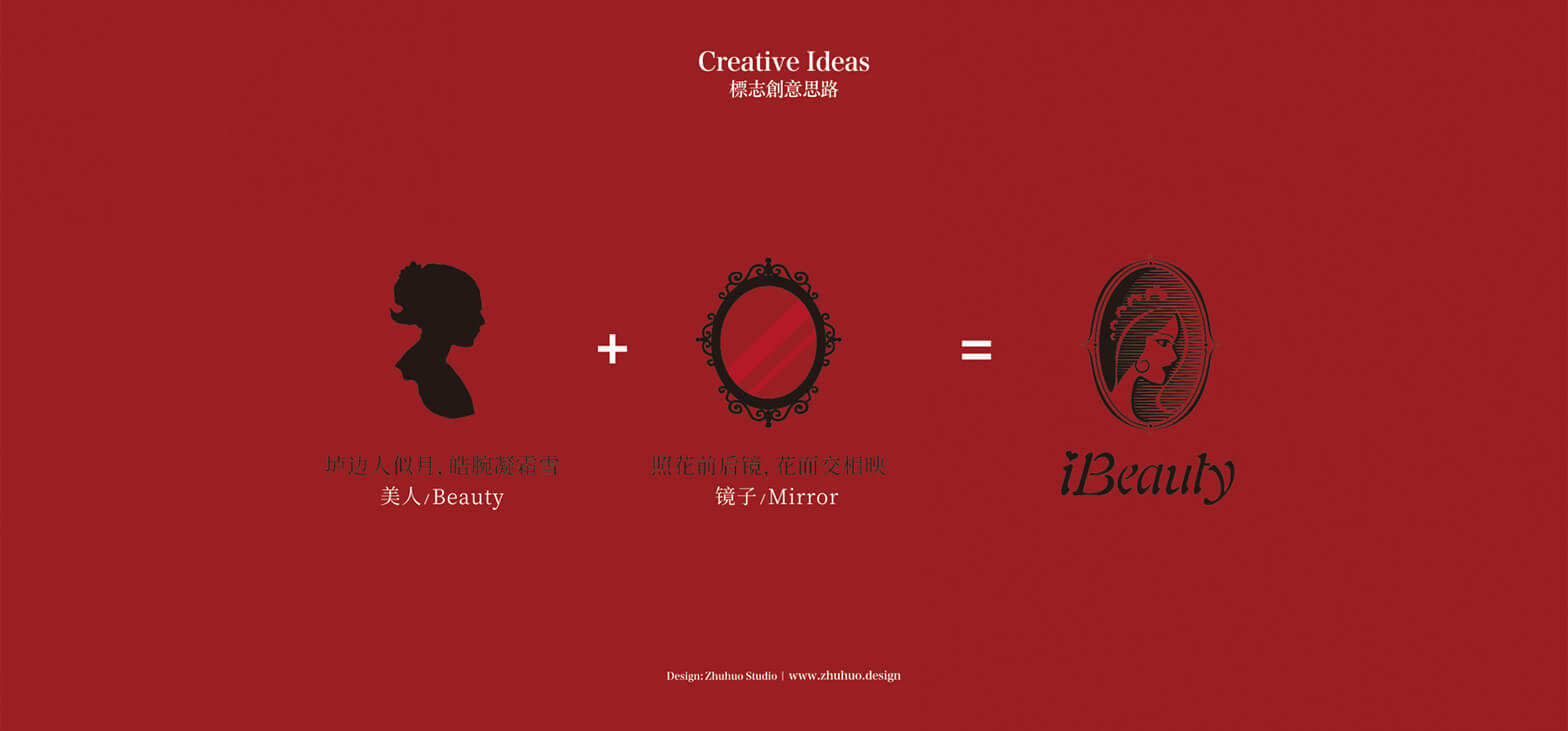 Creative Ideas
標志創意思路
+
=
垆边人似月，皓腕凝霜雪
美人/Beauty
照花前后镜，花面交相映
镜子/Mirror
iBeauty
Design: Zhuhuo Studio | www.zhuhuo.design